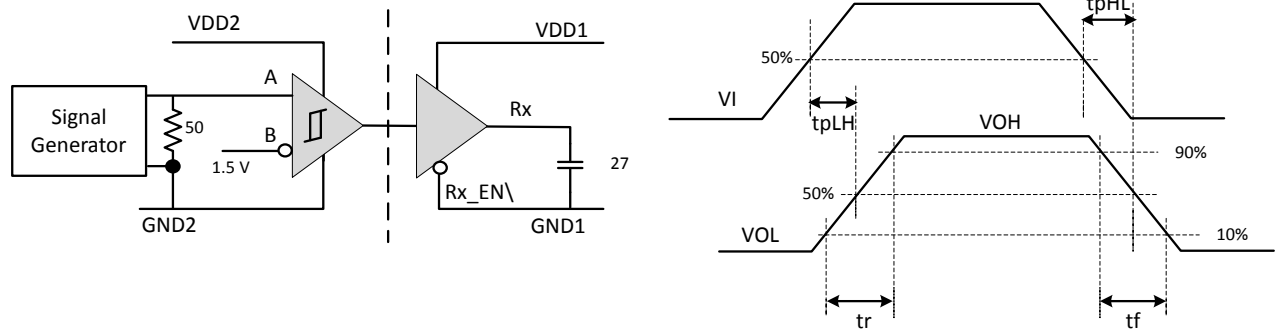 VDD2
VDD1
A
Signal
Generator
50
B
1.5 V
Rx
27
Rx_EN\
GND2
GND1
tpHL
50%
VI
tpLH
VOH
90%
50%
VOL
10%
tr
tf